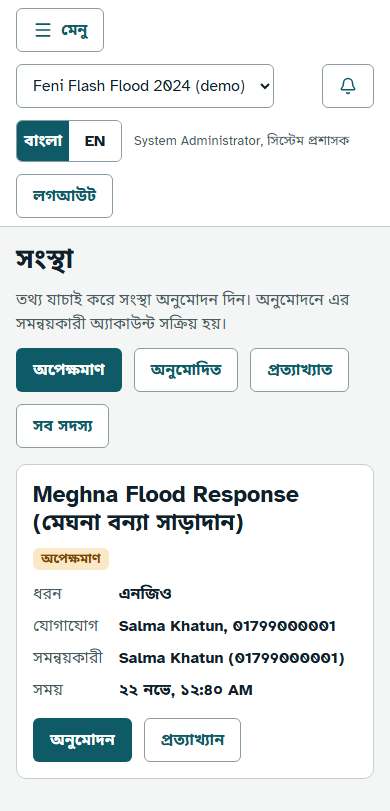 মেনু
Feni Flash Flood 2024 (demo)
বাংলা EN System Administrator, সিস্টেম প্রশাসক
লগআউট
সংস্থা
তথ্য যাচাই করে সংস্থা অনুমোদন দিন। অনুমোদনে এর
সমন্বয়কারী অ্যাকাউন্ট সক্রিয় হয়।
অপেক্ষমাণ অনুমোদিত প্রত্যাখ্যাত
সব সদস্য
Meghna Flood Response
(মেঘনা বন্যা সাড়াদান)
অপেক্ষমাণ
ধরন এনজিও
যোগাযোগ Salma Khatun, 01799000001
সমন্বয়কারী Salma Khatun (01799000001)
সময় ২২ নভে, ১২:৪০ AM
অনুমোদন প্রত্যাখ্যান